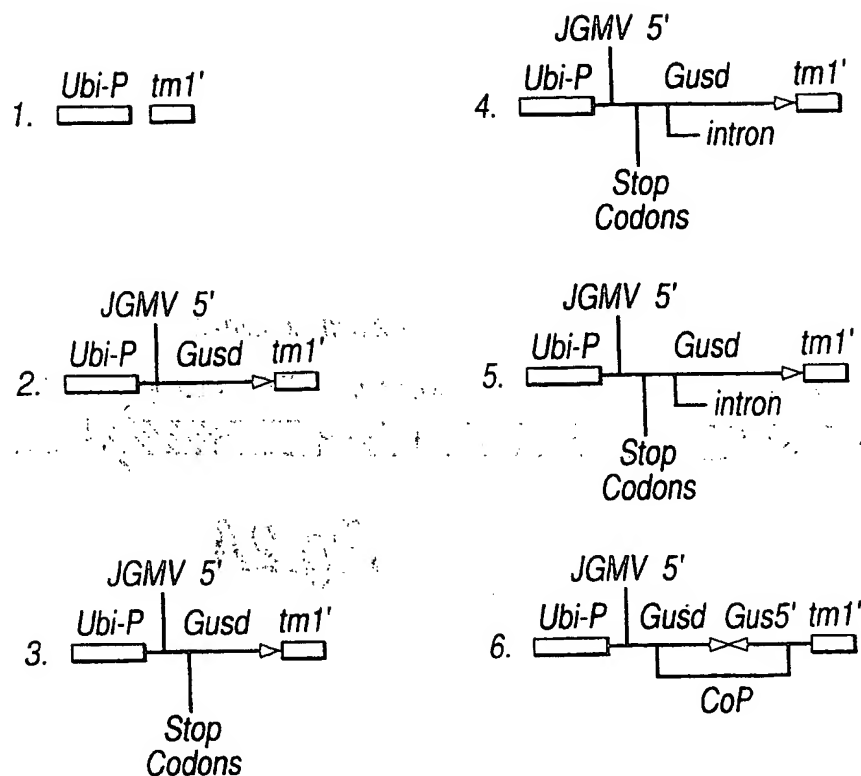 1. Ubi-P tm1'
2. JGMV 5'
Ubi-P Gusd tm1'
3. JGMV 5'
Ubi-P Gusd tm1'
Stop
Codons
4. JGMV 5'
Ubi-P Gusd tm1'
intron
Stop
Codons
5. JGMV 5'
Ubi-P Gusd tm1'
intron
Stop
Codons
6. JGMV 5'
Ubi-P Gusd Gus5' tm1'
CoP